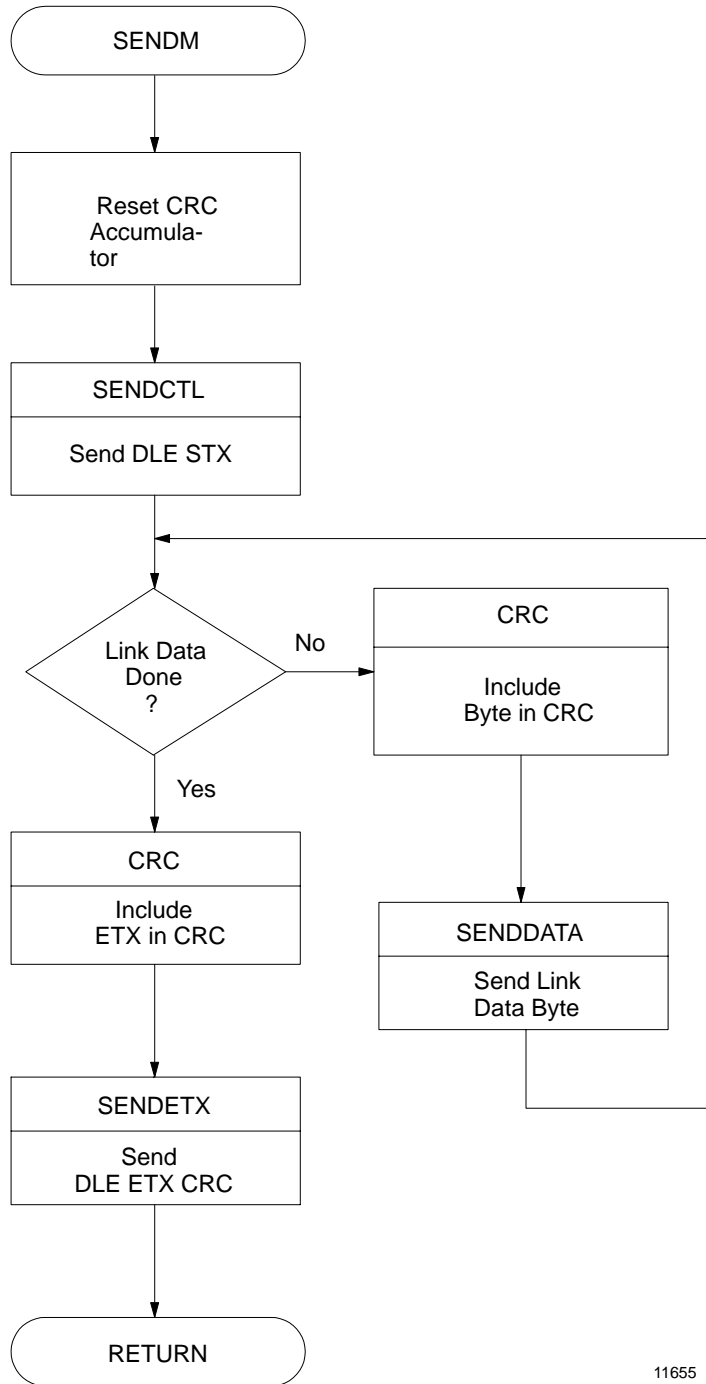 SENDM
Reset CRC
Accumula-
tor
SENDCTL
Send DLE STX
Link Data
Done
?
No
CRC
Include
Byte in CRC
Yes
CRC
Include
ETX in CRC
SENDDATA
Send Link
Data Byte
SENDETX
Send
DLE ETX CRC
RETURN
11655